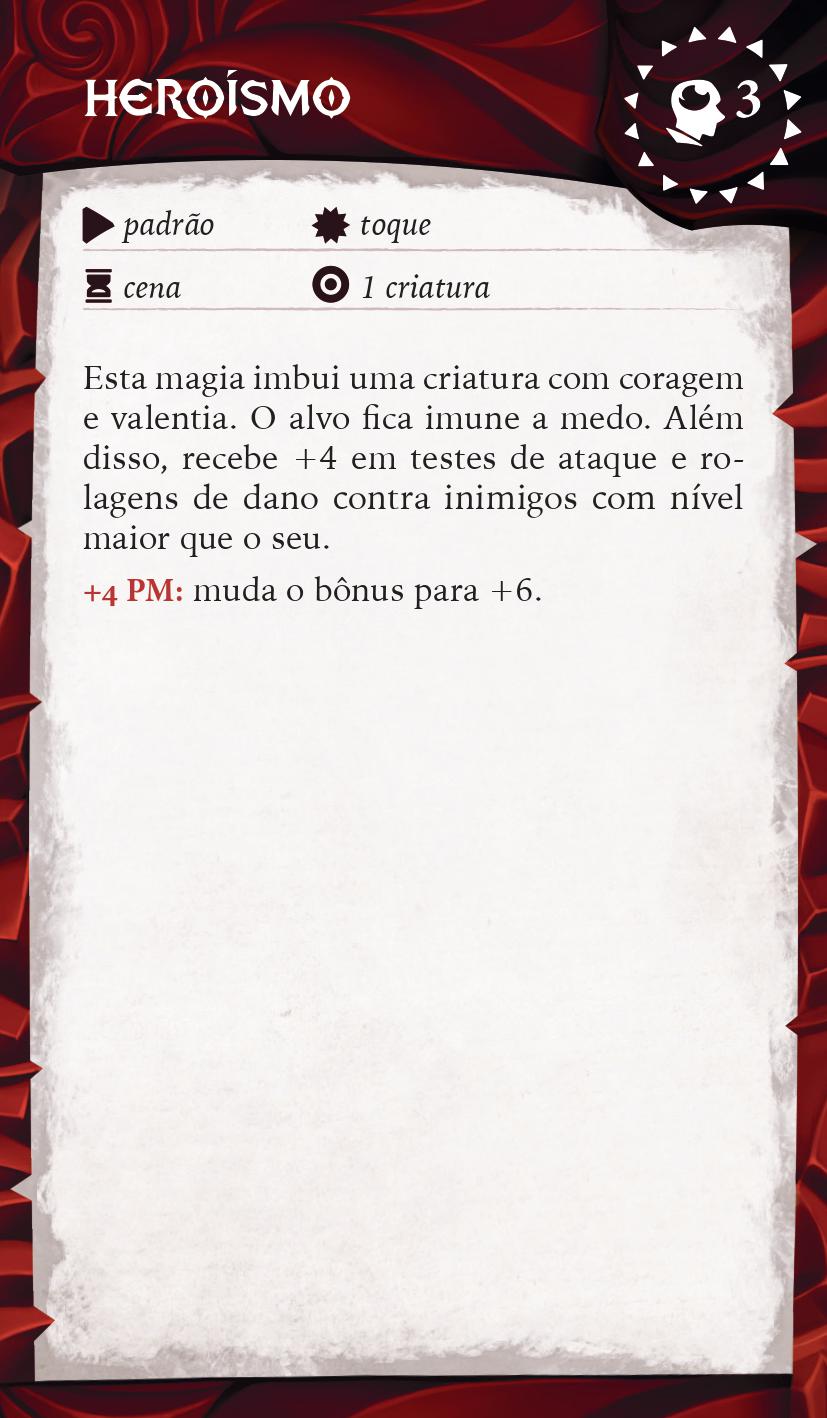 HEROÍSMO
3
padrão
toque
cena
1 criatura
Esta magia imbui uma criatura com coragem
e valentia. O alvo fica imune a medo. Além
disso, recebe +4 em testes de ataque e ro-
lagens de dano contra inimigos com nível
maior que o seu.
+4 PM: muda o bônus para +6.